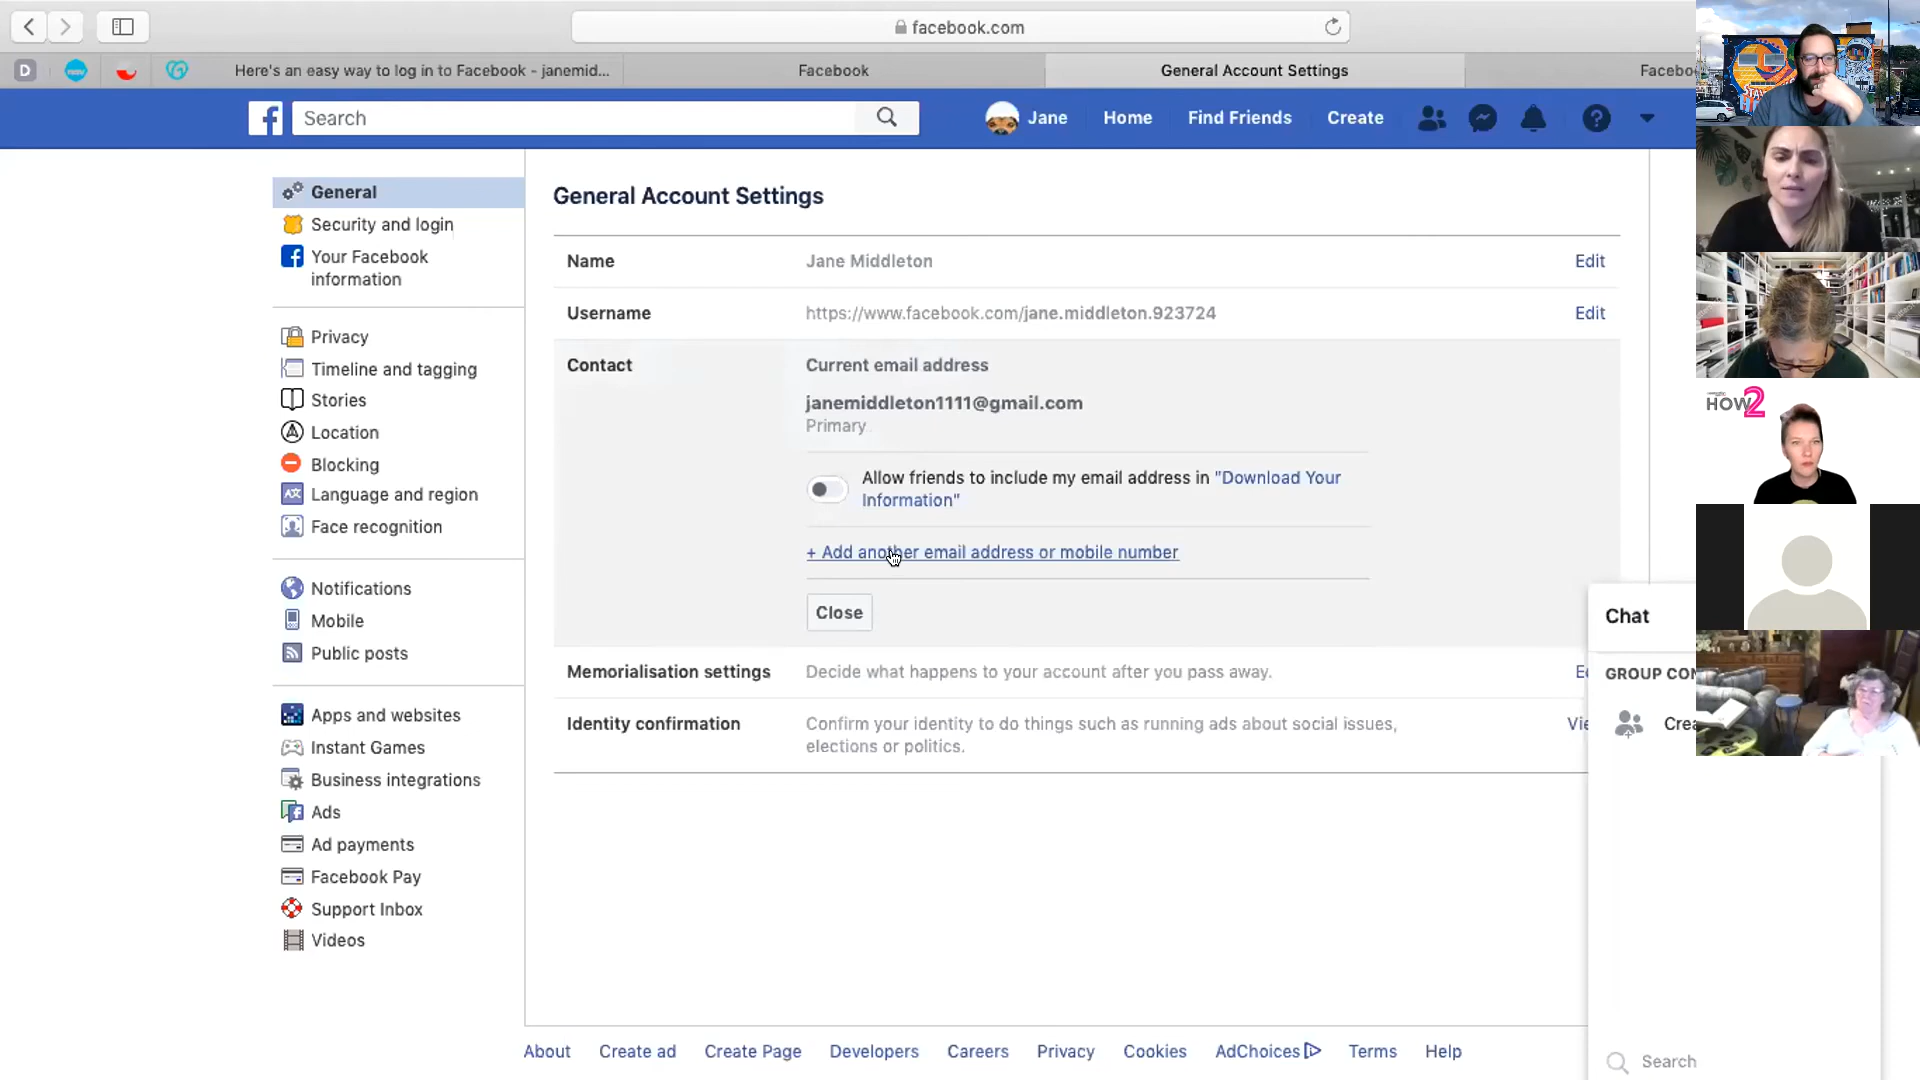 facebook.com
D
Here's an easy way to log in to Facebook - janemid...
Facebook
General Account Settings
Search
Jane
Home
Find Friends
Create
General
Security and login
Your Facebook
information
Privacy
Timeline and tagging
Stories
Location
Blocking
Language and region
Face recognition
Notifications
Mobile
Public posts
Apps and websites
Instant Games
Business integrations
Ads
Ad payments
Facebook Pay
Support Inbox
Videos
General Account Settings
Name
Jane Middleton
Edit
Username
https://www.facebook.com/jane.middleton.923724
Edit
Contact
Current email address
janemiddleton1111@gmail.com
Primary
Allow friends to include my email address in "Download Your
Information"
+ Add another email address or mobile number
Close
Memorialisation settings
Decide what happens to your account after you pass away.
Identity confirmation
Confirm your identity to do things such as running ads about social issues,
elections or politics.
Chat
GROUP CON
Crea
Search
HOW2
About
Create ad
Create Page
Developers
Careers
Privacy
Cookies
AdChoices
Terms
Help